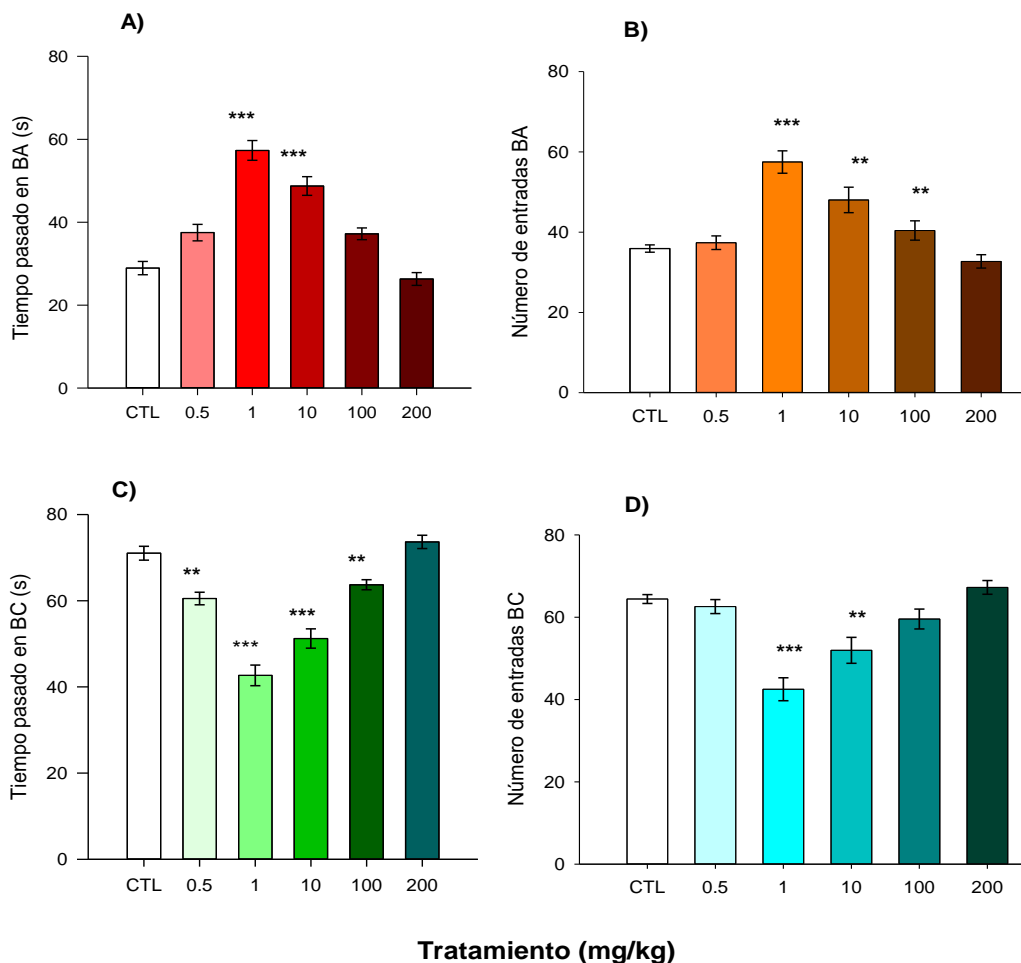 A)
Tiempo pasado en BA (s)
80
60
40
20
0
***
***
CTL 0.5 1 10 100 200
B)
Número de entradas BA
80
60
40
20
0
***
**
**
CTL 0.5 1 10 100 200
C)
Tiempo pasado en BC (s)
80
60
40
20
0
**
***
***
**
CTL 0.5 1 10 100 200
D)
Número de entradas BC
80
60
40
20
0
***
**
CTL 0.5 1 10 100 200
Tratamiento (mg/kg)